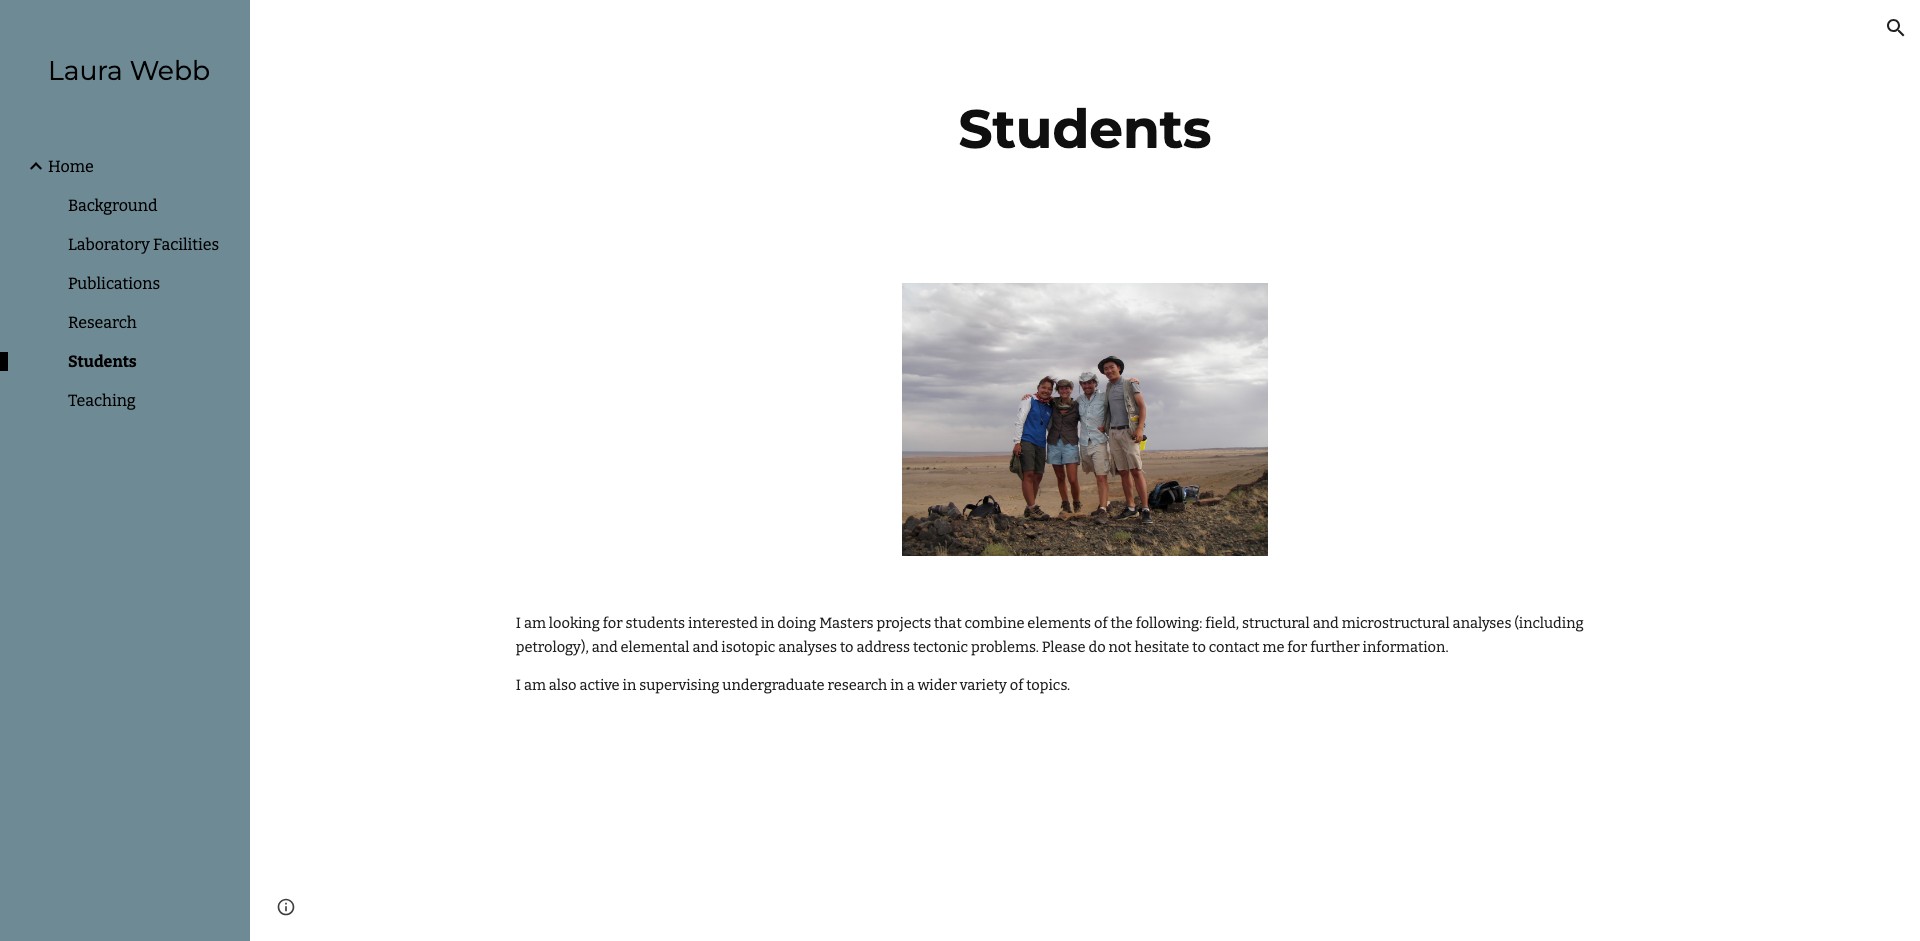 Laura Webb
Home
Background
Laboratory Facilities
Publications
Research
Students
Teaching
Students
I am looking for students interested in doing Masters projects that combine elements of the following: field, structural and microstructural analyses (including
petrology), and elemental and isotopic analyses to address tectonic problems. Please do not hesitate to contact me for further information.
I am also active in supervising undergraduate research in a wider variety of topics.